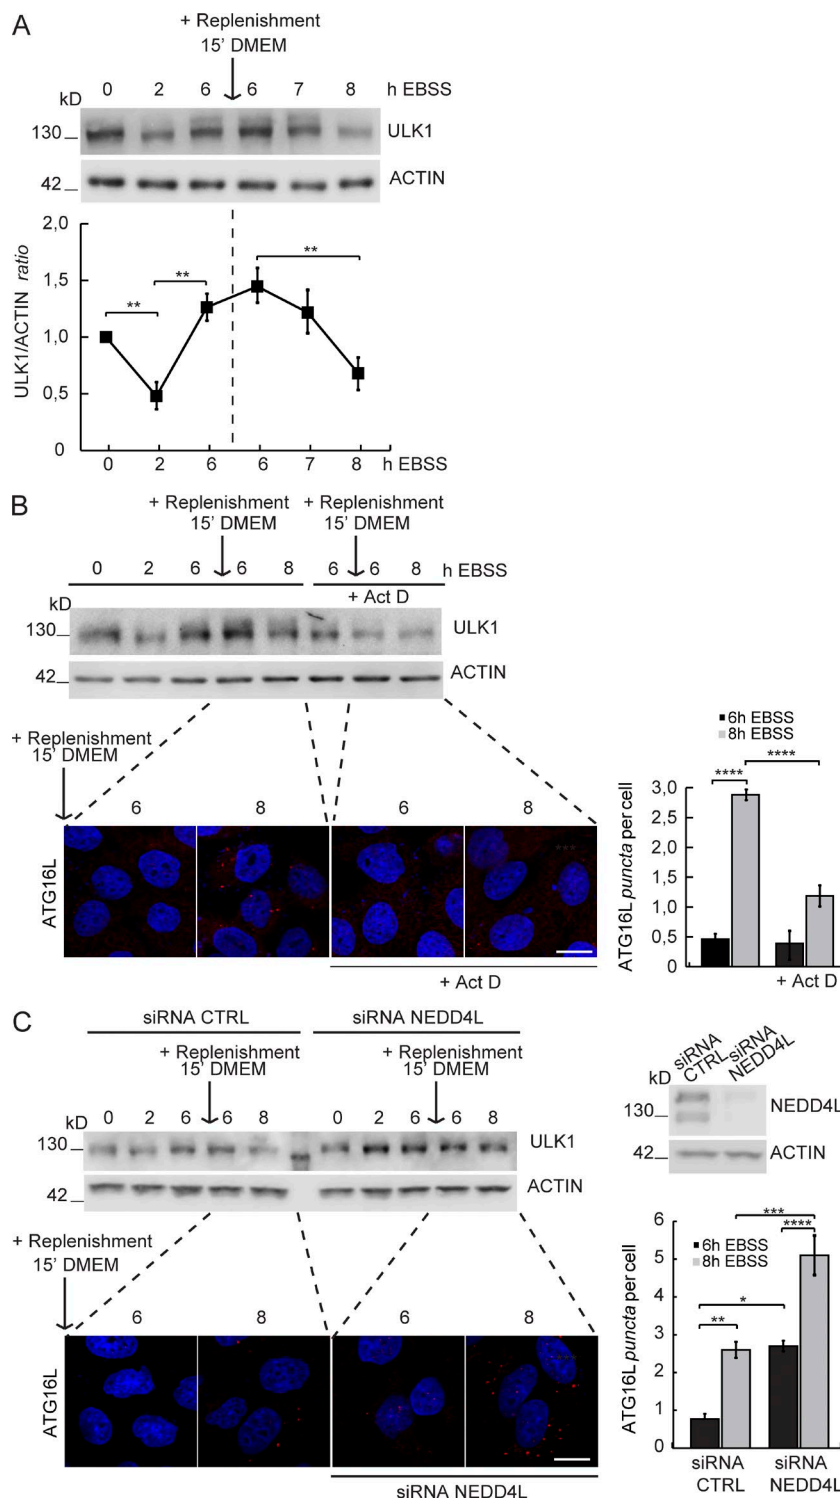 A
+ Replenishment
15' DMEM
0 2 6 6 7 8 h EBSS
kD
130
ULK1
42
ACTIN
2,0
1,5
1,0
0,5
0
ULK1/ACTIN ratio
** ** **
0 2 6 6 7 8 h EBSS
B
+ Replenishment + Replenishment
15' DMEM 15' DMEM
0 2 6 6 8 6 6 8 h EBSS
+ Act D
kD
130
ULK1
42
ACTIN
+ Replenishment
15' DMEM
6 8 6 8
ATG16L
+ Act D
6h EBSS
8h EBSS
**** ****
3,0
2,5
2,0
1,5
1,0
0,5
0,5
0
ATG16L puncta per cell
+ Act D
C
siRNA CTRL siRNA NEDD4L
+ Replenishment + Replenishment
15' DMEM 15' DMEM
0 2 6 6 8 0 2 6 6 8
kD
130
ULK1
42
ACTIN
+ Replenishment
15' DMEM
6 8 6 8
ATG16L
siRNA NEDD4L
siRNA CTRL
siRNA NEDD4L
kD
130
NEDD4L
42
ACTIN
6h EBSS
8h EBSS
*** **** * **
6
5
4
3
2
1
0
ATG16L puncta per cell
siRNA siRNA
CTRL NEDD4L